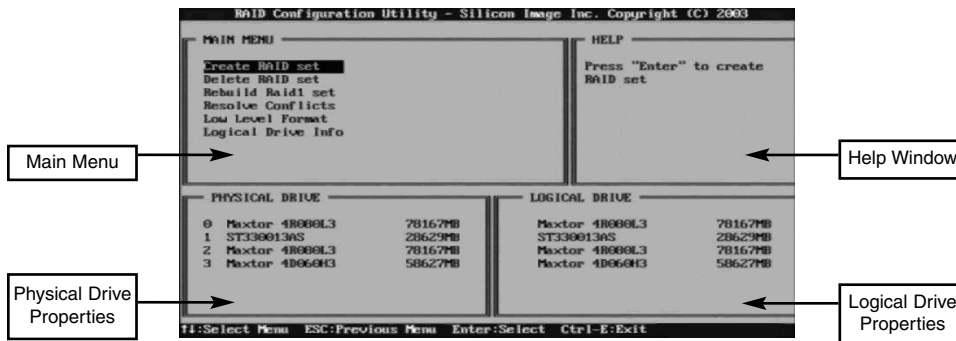 RAID Configuration Utility - Silicon Image Inc. Copyright (C) 2003
MAIN MENU
Create RAID set
Delete RAID set
Rebuild Raid1 set
Resolve Conflicts
Low Level Format
Logical Drive Info
HELP
Press "Enter" to create
RAID set
Main Menu
Help Window
PHYSICAL DRIVE
0 Maxtor 4R080L3 78167MB
1 ST330013AS 28629MB
2 Maxtor 4R080L3 78167MB
3 Maxtor 4D060H3 58627MB
LOGICAL DRIVE
Maxtor 4R080L3 78167MB
ST330013AS 28629MB
Maxtor 4R080L3 78167MB
Maxtor 4D060H3 58627MB
Physical Drive
Properties
Logical Drive
Properties
↑↓:Select Menu ESC:Previous Menu Enter:Select Ctrl-E:Exit